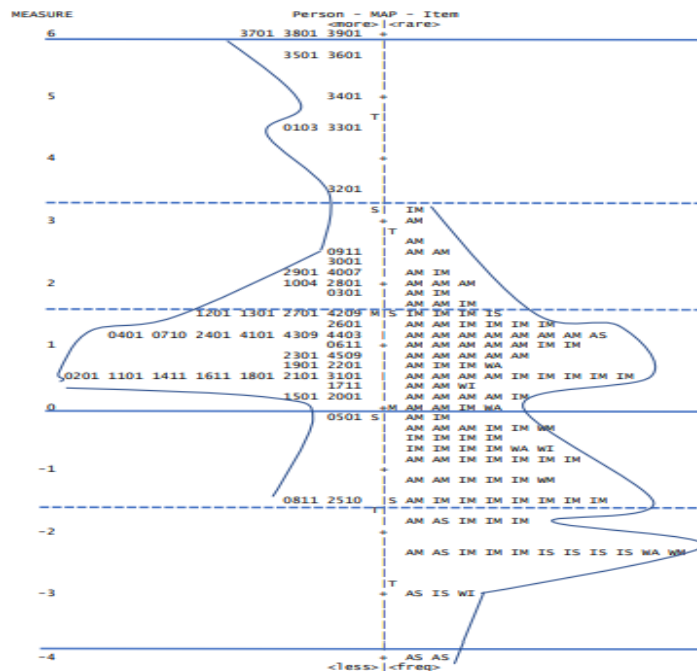 MEASURE Person - MAP - Item
<more>|<rare>
6 3701 3801 3901 +
3501 3601
5 3401 +
T
0103 3301
4 +
3201
S IM
3 + AM
T
AM
0911 AM AM
3001
2901 4007 AM IM
2 1004 2801 + AM AM AM
0301 AM IM
AM AM IM
1201 1301 2701 4209 M S IM IM IM IS
2601 AM AM IM IM IM IM
0401 0710 2401 4101 4309 4403 AM AM AM AM AM AM AS
1 0611 + AM AM AM AM AM IM IM
2301 4509 AM AM AM AM AM
1901 2201 AM IM IM WA
0201 1101 1411 1611 1801 2101 3101 AM AM AM AM IM IM IM IM IM
1711 AM AM WI
1501 2001 AM AM AM AM IM
0 +M AM AM IM WA
0501 S AM IM
AM AM AM IM IM WM
IM IM IM IM
IM IM IM IM WA WI
-1 + AM AM IM IM IM IM IM
AM AM IM IM IM WM
0811 2510 S AM IM IM IM IM IM IM IM
T
AM AS IM IM IM
-2 +
AM AS IM IM IM IS IS IS IS WA WM
T
-3 + AS IS WI
-4 + AS AS
<less>|<freq>